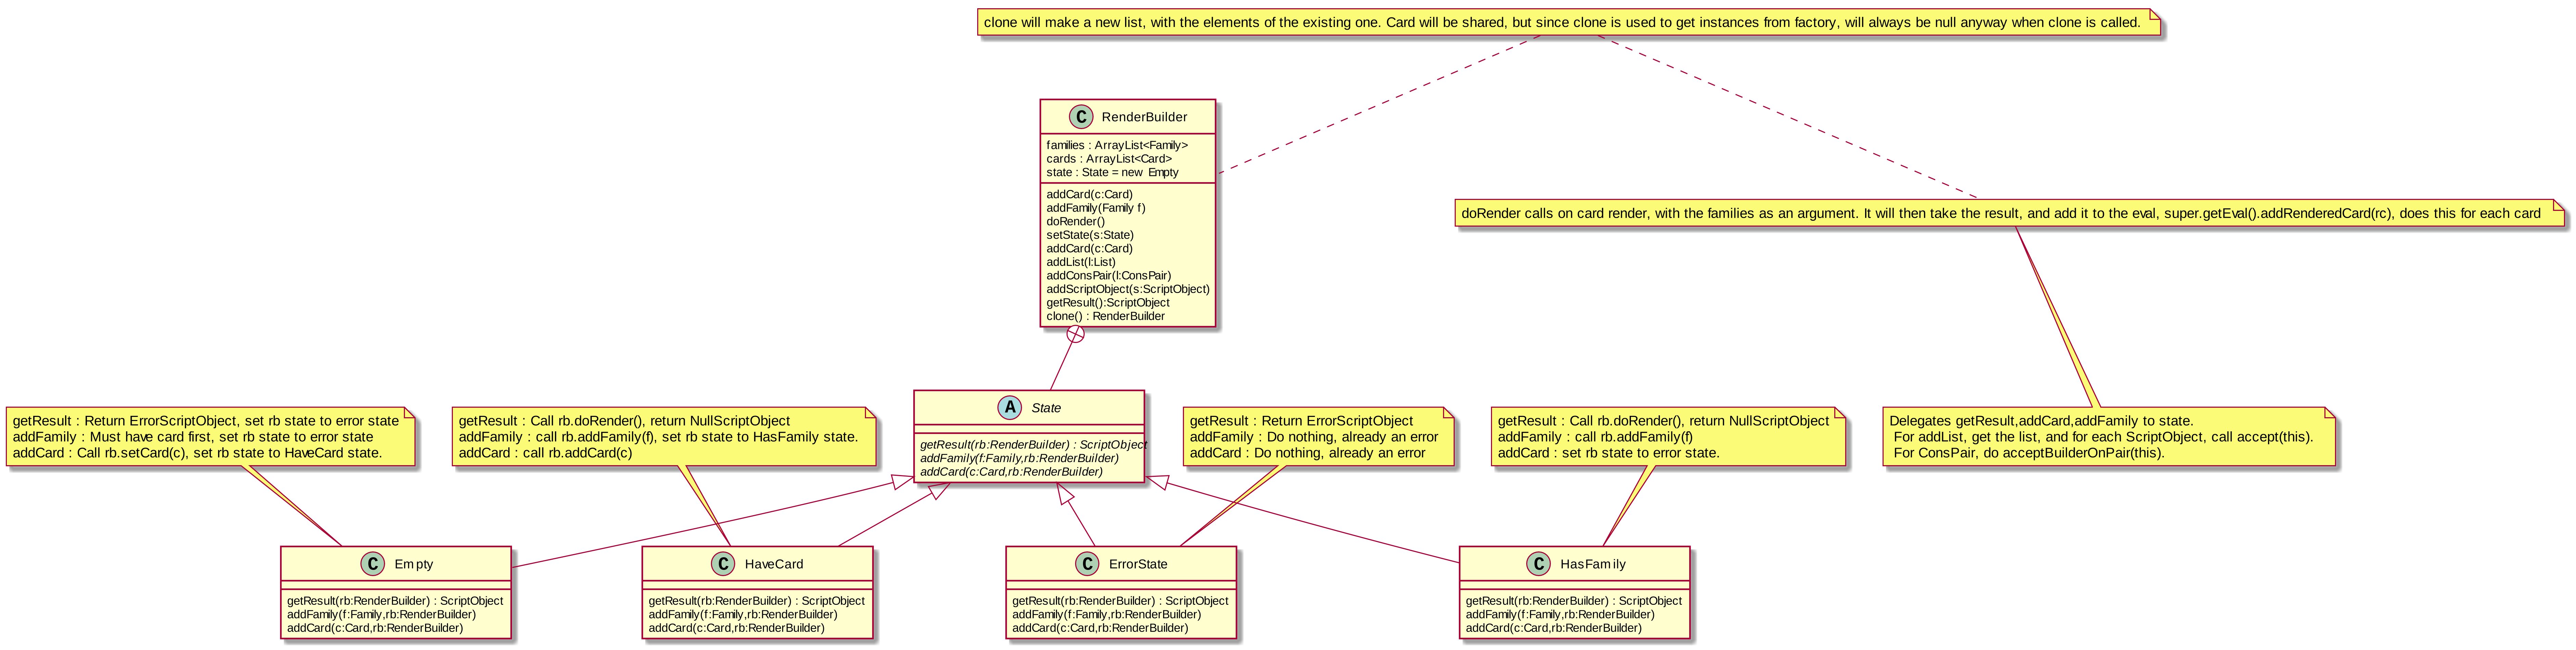 clone will make a new list, with the elements of the existing one. Card will be shared, but since clone is used to get instances from factory, will always be null anyway when clone is called.
C RenderBuilder
families : ArrayList<Family>
cards : ArrayList<Card>
state : State = new Empty
addCard(c:Card)
addFamily(Family f)
doRender()
setState(s:State)
addCard(c:Card)
addList(l:List)
addConsPair(l:ConsPair)
addScriptObject(s:ScriptObject)
getResult():ScriptObject
clone() : RenderBuilder
doRender calls on card render, with the families as an argument. It will then take the result, and add it to the eval, super.getEval().addRenderedCard(rc), does this for each card
getResult : Return ErrorScriptObject, set rb state to error state
addFamily : Must have card first, set rb state to error state
addCard : Call rb.setCard(c), set rb state to HaveCard state.
getResult : Call rb.doRender(), return NullScriptObject
addFamily : call rb.addFamily(f), set rb state to HasFamily state.
addCard : call rb.addCard(c)
A State
getResult(rb:RenderBuilder) : ScriptObject
addFamily(f:Family,rb:RenderBuilder)
addCard(c:Card,rb:RenderBuilder)
getResult : Return ErrorScriptObject
addFamily : Do nothing, already an error
addCard : Do nothing, already an error
getResult : Call rb.doRender(), return NullScriptObject
addFamily : call rb.addFamily(f)
addCard : set rb state to error state.
Delegates getResult,addCard,addFamily to state.
For addList, get the list, and for each ScriptObject, call accept(this).
For ConsPair, do acceptBuilderOnPair(this).
C Empty
getResult(rb:RenderBuilder) : ScriptObject
addFamily(f:Family,rb:RenderBuilder)
addCard(c:Card,rb:RenderBuilder)
C HaveCard
getResult(rb:RenderBuilder) : ScriptObject
addFamily(f:Family,rb:RenderBuilder)
addCard(c:Card,rb:RenderBuilder)
C ErrorState
getResult(rb:RenderBuilder) : ScriptObject
addFamily(f:Family,rb:RenderBuilder)
addCard(c:Card,rb:RenderBuilder)
C HasFamily
getResult(rb:RenderBuilder) : ScriptObject
addFamily(f:Family,rb:RenderBuilder)
addCard(c:Card,rb:RenderBuilder)